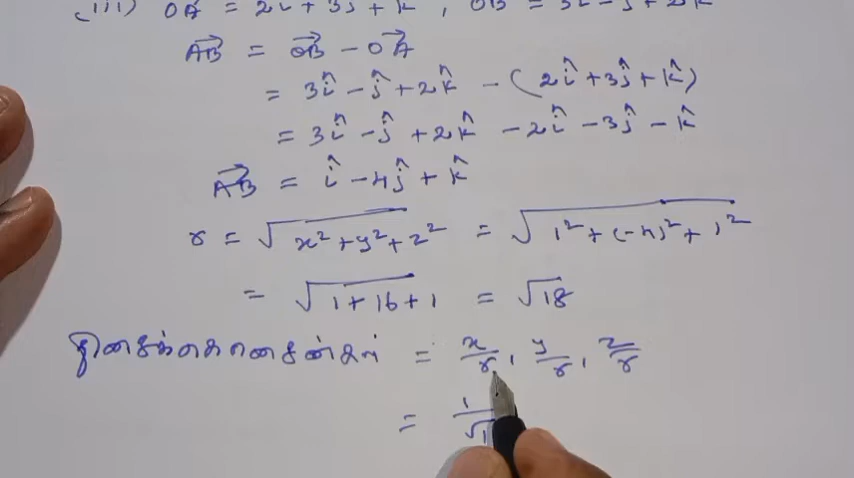 (iii) OA = 2i + 3j + k, OB = 3i - j + 2k
AB⃗ = OB⃗ - OA⃗
= 3î - ĵ + 2k̂ - (2î + 3ĵ + k̂)
= 3î - ĵ + 2k̂ - 2î - 3ĵ - k̂
AB⃗ = î - 4ĵ + k̂
r = √(x² + y² + z²) = √(1² + (-4)² + 1²)
= √(1 + 16 + 1) = √18
திசைக்கொசைன்கள் = x/r, y/r, z/r
= 1/√1